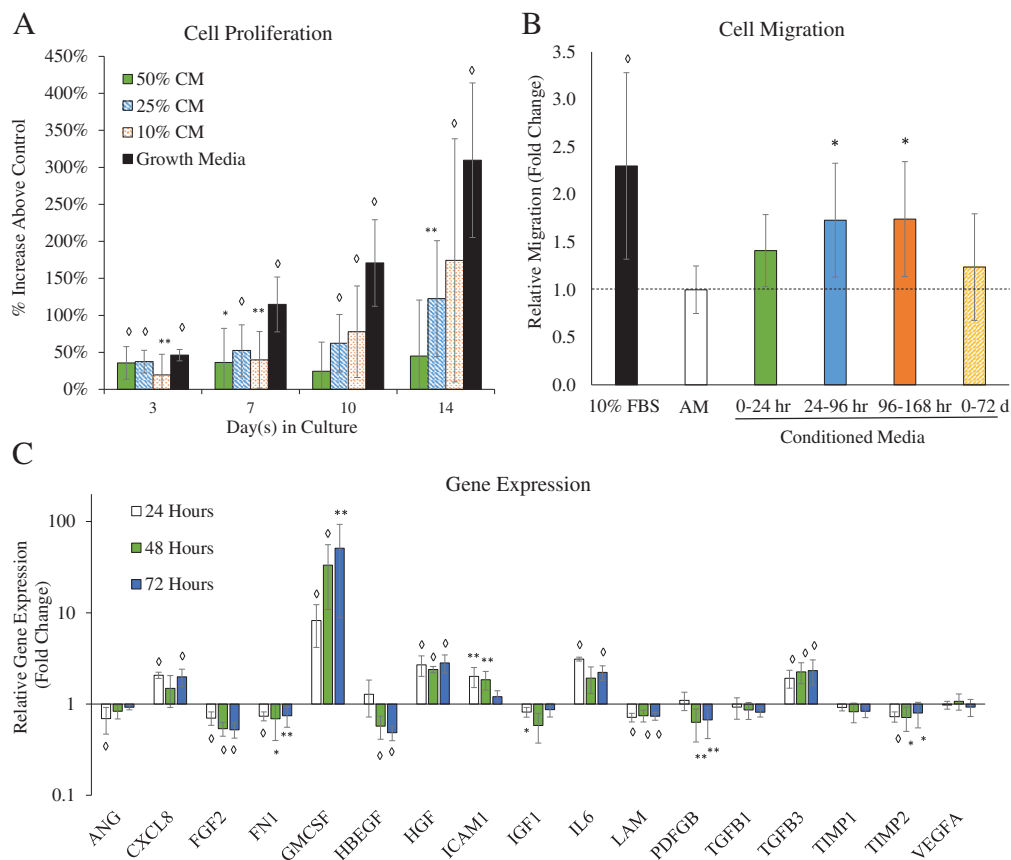 A
Cell Proliferation
450%
400%
350%
300%
250%
200%
150%
100%
50%
0%
% Increase Above Control
50% CM
25% CM
10% CM
Growth Media
◊ ◊ ** ◊
* ◊ ** ◊
◊ ◊ ◊
** ◊ ◊
3 7 10 14
Day(s) in Culture
B
Cell Migration
3.5
3.0
2.5
2.0
1.5
1.0
0.5
0.0
Relative Migration (Fold Change)
◊ * *
10% FBS AM 0-24 hr 24-96 hr 96-168 hr 0-72 d
Conditioned Media
C
Gene Expression
100
10
1
0.1
Relative Gene Expression
(Fold Change)
24 Hours
48 Hours
72 Hours
◊ ◊ ◊ ◊ ◊ ** ◊ ◊ ◊ ** ** ◊ ◊ ◊ ◊ ◊
◊ ◊ ◊ ◊ ◊ * ** ◊ ◊ * ◊ ◊ ◊ ** ** ◊ * *
ANG CXCL8 FGF2 FN1 GMCSF HBEGF HGF ICAM1 IGF1 IL6 LAM PDFGB TGFB1 TGFB3 TIMP1 TIMP2 VEGFA